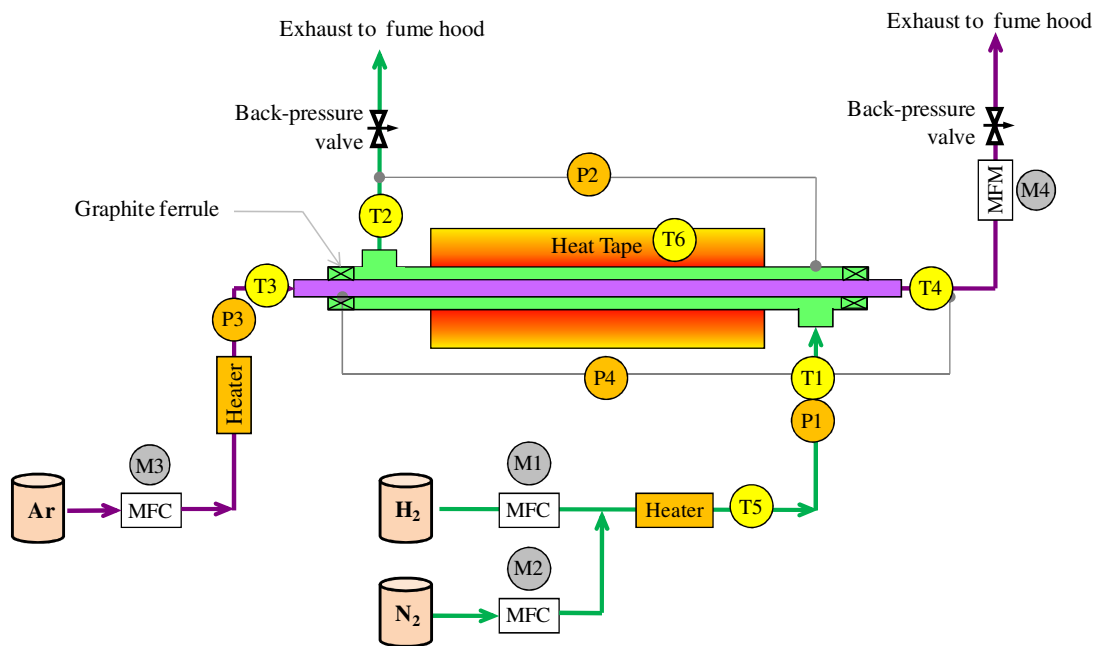 Exhaust to fume hood
Exhaust to fume hood
Back-pressure
valve
Back-pressure
valve
P2
MFM
M4
Graphite ferrule
T2
Heat Tape
T6
T3
T4
P3
P4
T1
Heater
P1
M3
M1
Ar
MFC
H₂
MFC
Heater
T5
M2
N₂
MFC